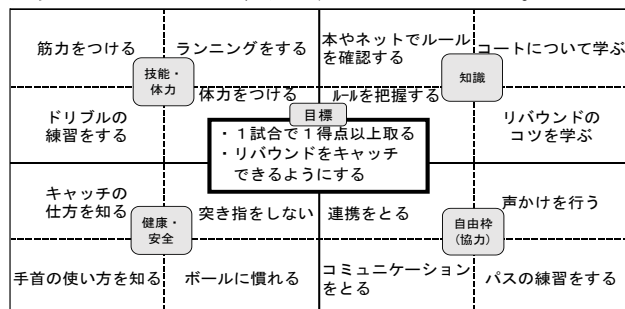 筋力をつける
ランニングをする
本やネットでルール
を確認する
コートについて学ぶ
技能・
体力
知識
体力をつける
ルールを把握する
ドリブルの
練習をする
リバウンドの
コツを学ぶ
目標
・１試合で１得点以上取る
・リバウンドをキャッチ
できるようにする
キャッチの
仕方を知る
突き指をしない
連携をとる
声かけを行う
健康・
安全
自由枠
(協力)
手首の使い方を知る
ボールに慣れる
コミュニケーション
をとる
パスの練習をする